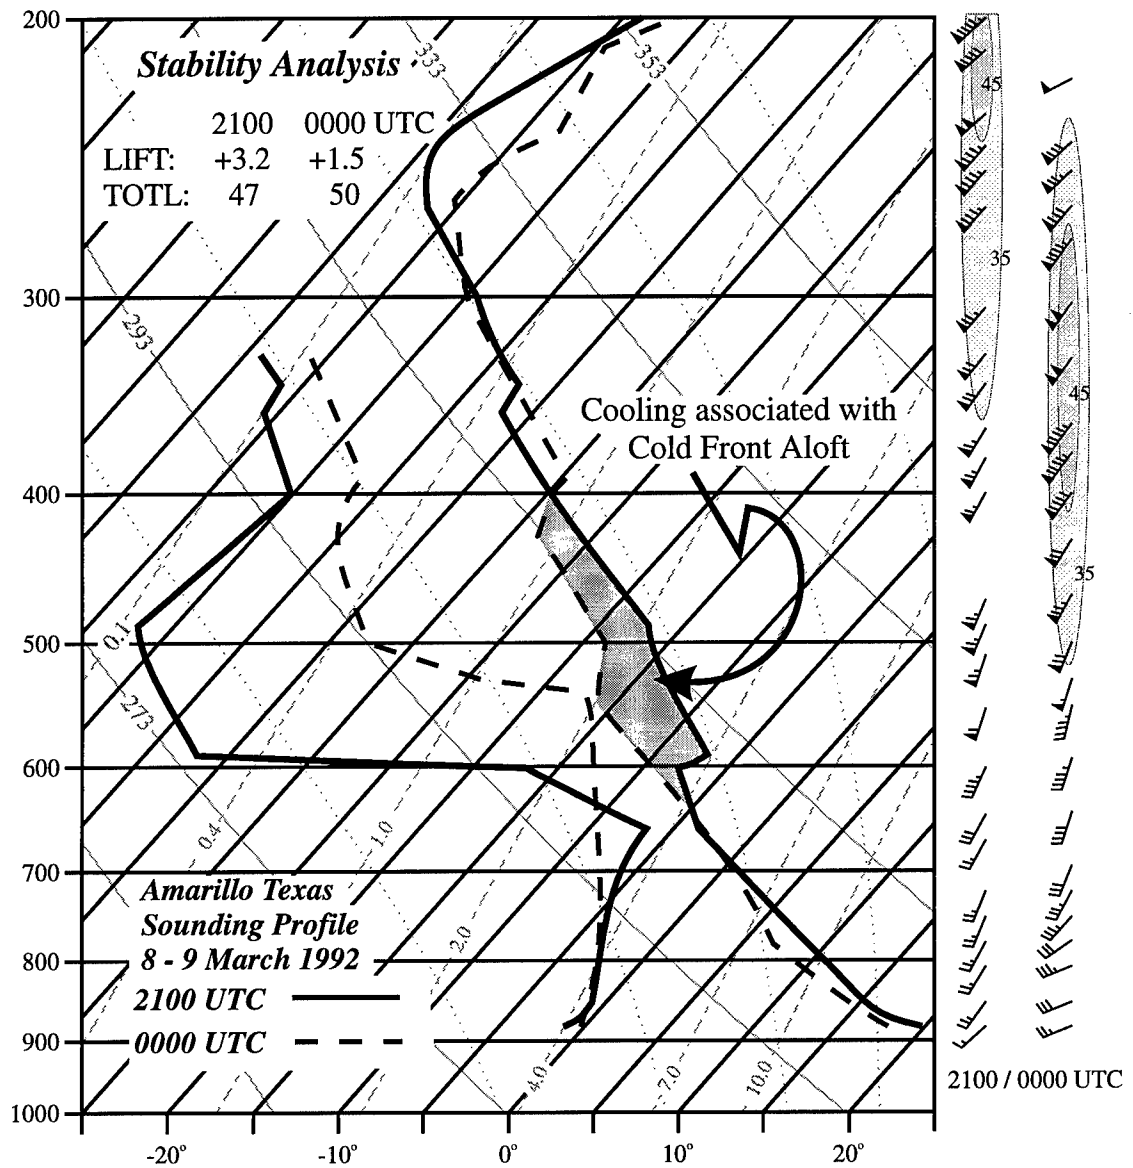 200
300
400
500
600
700
800
900
1000
Stability Analysis
2100 0000 UTC
LIFT: +3.2 +1.5
TOTL: 47 50
333
353
293
273
0.1
0.4
1.0
2.0
4.0
7.0
10.0
Cooling associated with
Cold Front Aloft
Amarillo Texas
Sounding Profile
8 - 9 March 1992
2100 UTC
0000 UTC
-20° -10° 0° 10° 20°
45
35
45
35
2100 / 0000 UTC